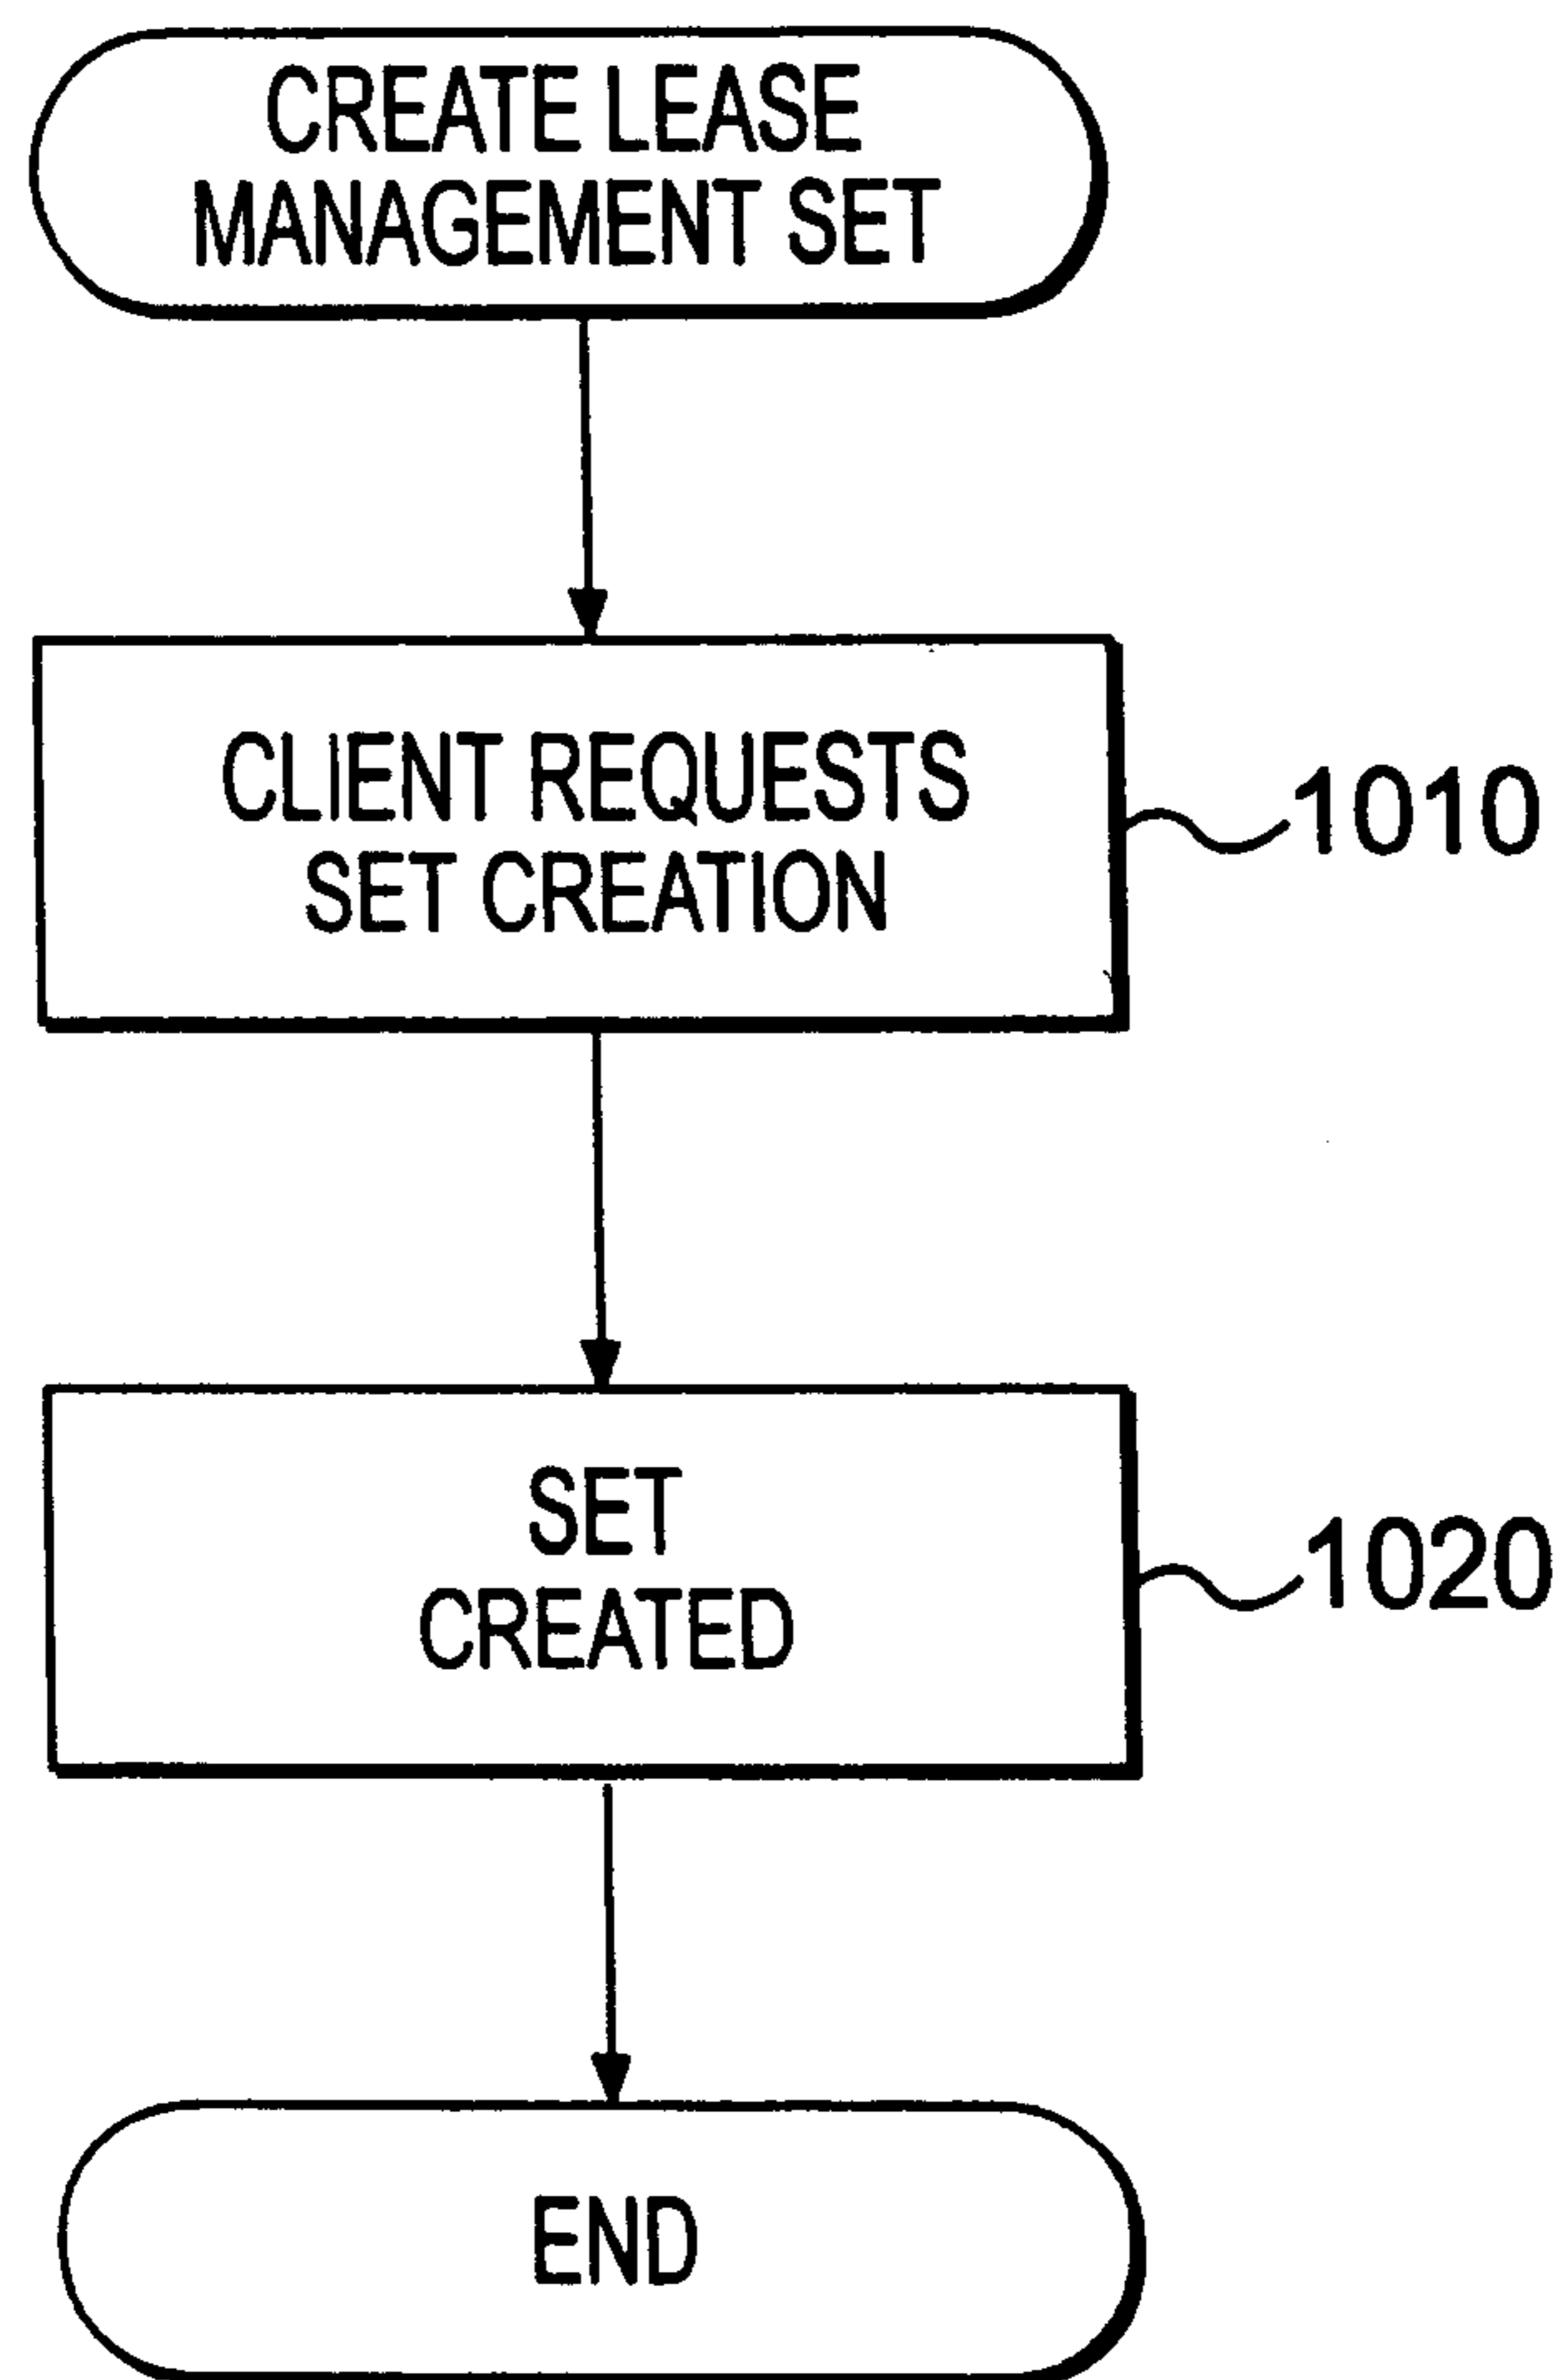 CREATE LEASE
MANAGEMENT SET
CLIENT REQUESTS
SET CREATION
1010
SET
CREATED
1020
END